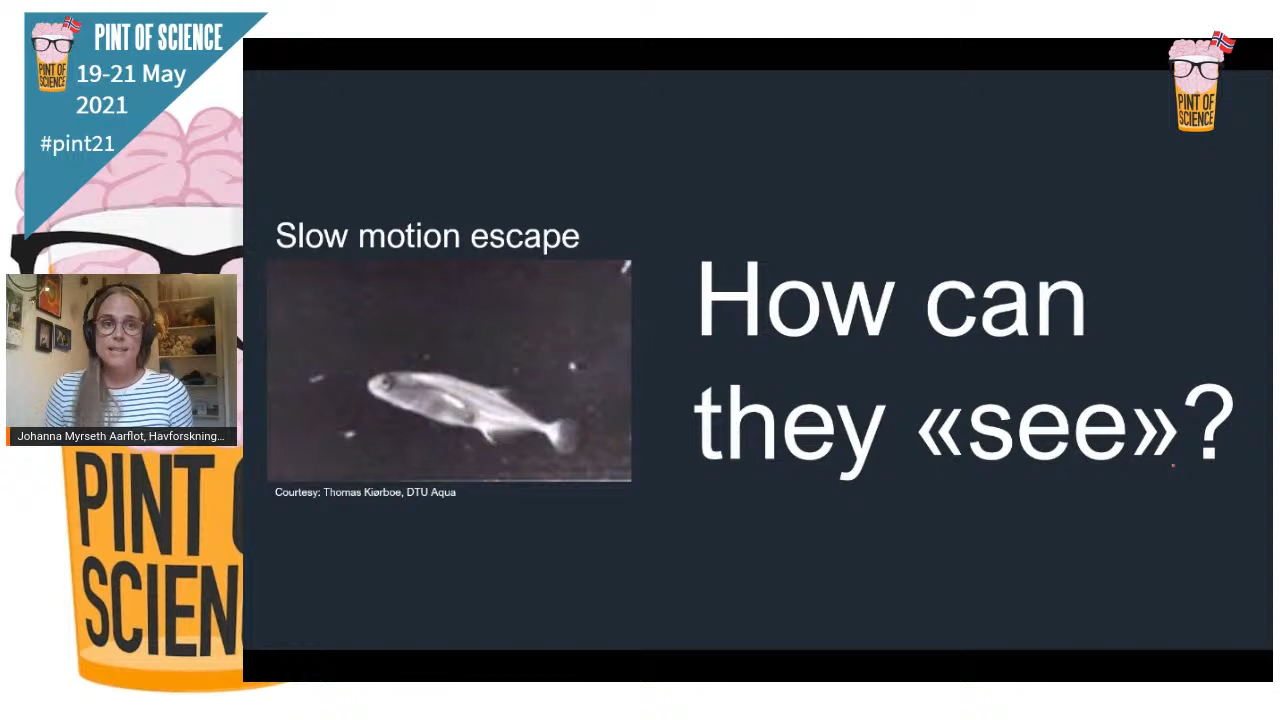 PINT OF SCIENCE
19-21 May
2021
#pint21
PINT OF
SCIENCE
PINT OF
SCIENCE
Slow motion escape
How can
they «see»?
Courtesy: Thomas Kiørboe, DTU Aqua
Johanna Myrseth Aarflot, Havforskning...
PINT O
SCIEN